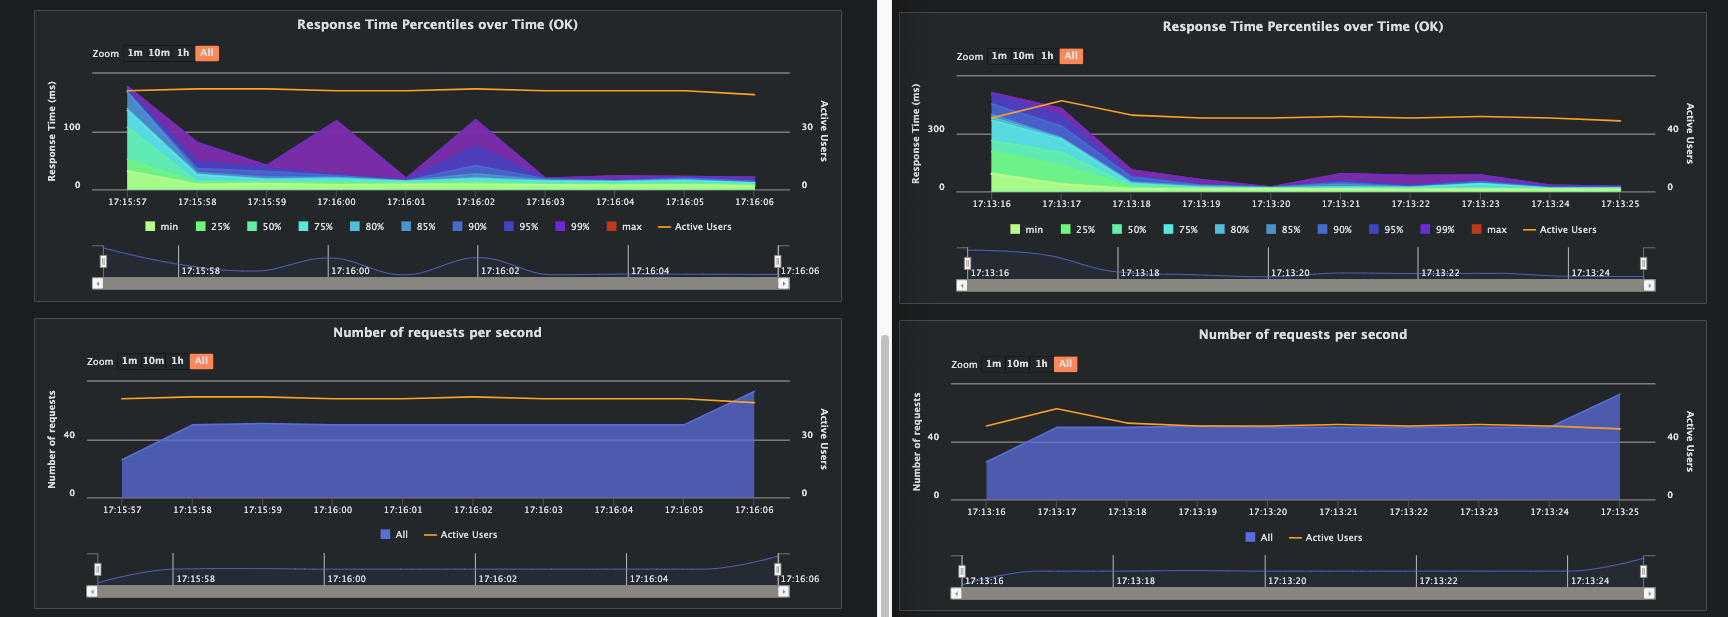 Response Time Percentiles over Time (OK)
Zoom 1m 10m 1h All
Response Time (ms)
100
0
Active Users
30
0
17:15:57 17:15:58 17:15:59 17:16:00 17:16:01 17:16:02 17:16:03 17:16:04 17:16:05 17:16:06
min 25% 50% 75% 80% 85% 90% 95% 99% max Active Users
17:15:58 17:16:00 17:16:02 17:16:04 17:16:06
Number of requests per second
Zoom 1m 10m 1h All
Number of requests
40
0
Active Users
30
0
17:15:57 17:15:58 17:15:59 17:16:00 17:16:01 17:16:02 17:16:03 17:16:04 17:16:05 17:16:06
All Active Users
17:15:58 17:16:00 17:16:02 17:16:04 17:16:06
Response Time Percentiles over Time (OK)
Zoom 1m 10m 1h All
Response Time (ms)
300
0
Active Users
40
0
17:13:16 17:13:17 17:13:18 17:13:19 17:13:20 17:13:21 17:13:22 17:13:23 17:13:24 17:13:25
min 25% 50% 75% 80% 85% 90% 95% 99% max Active Users
17:13:16 17:13:18 17:13:20 17:13:22 17:13:24
Number of requests per second
Zoom 1m 10m 1h All
Number of requests
40
0
Active Users
40
0
17:13:16 17:13:17 17:13:18 17:13:19 17:13:20 17:13:21 17:13:22 17:13:23 17:13:24 17:13:25
All Active Users
17:13:16 17:13:18 17:13:20 17:13:22 17:13:24